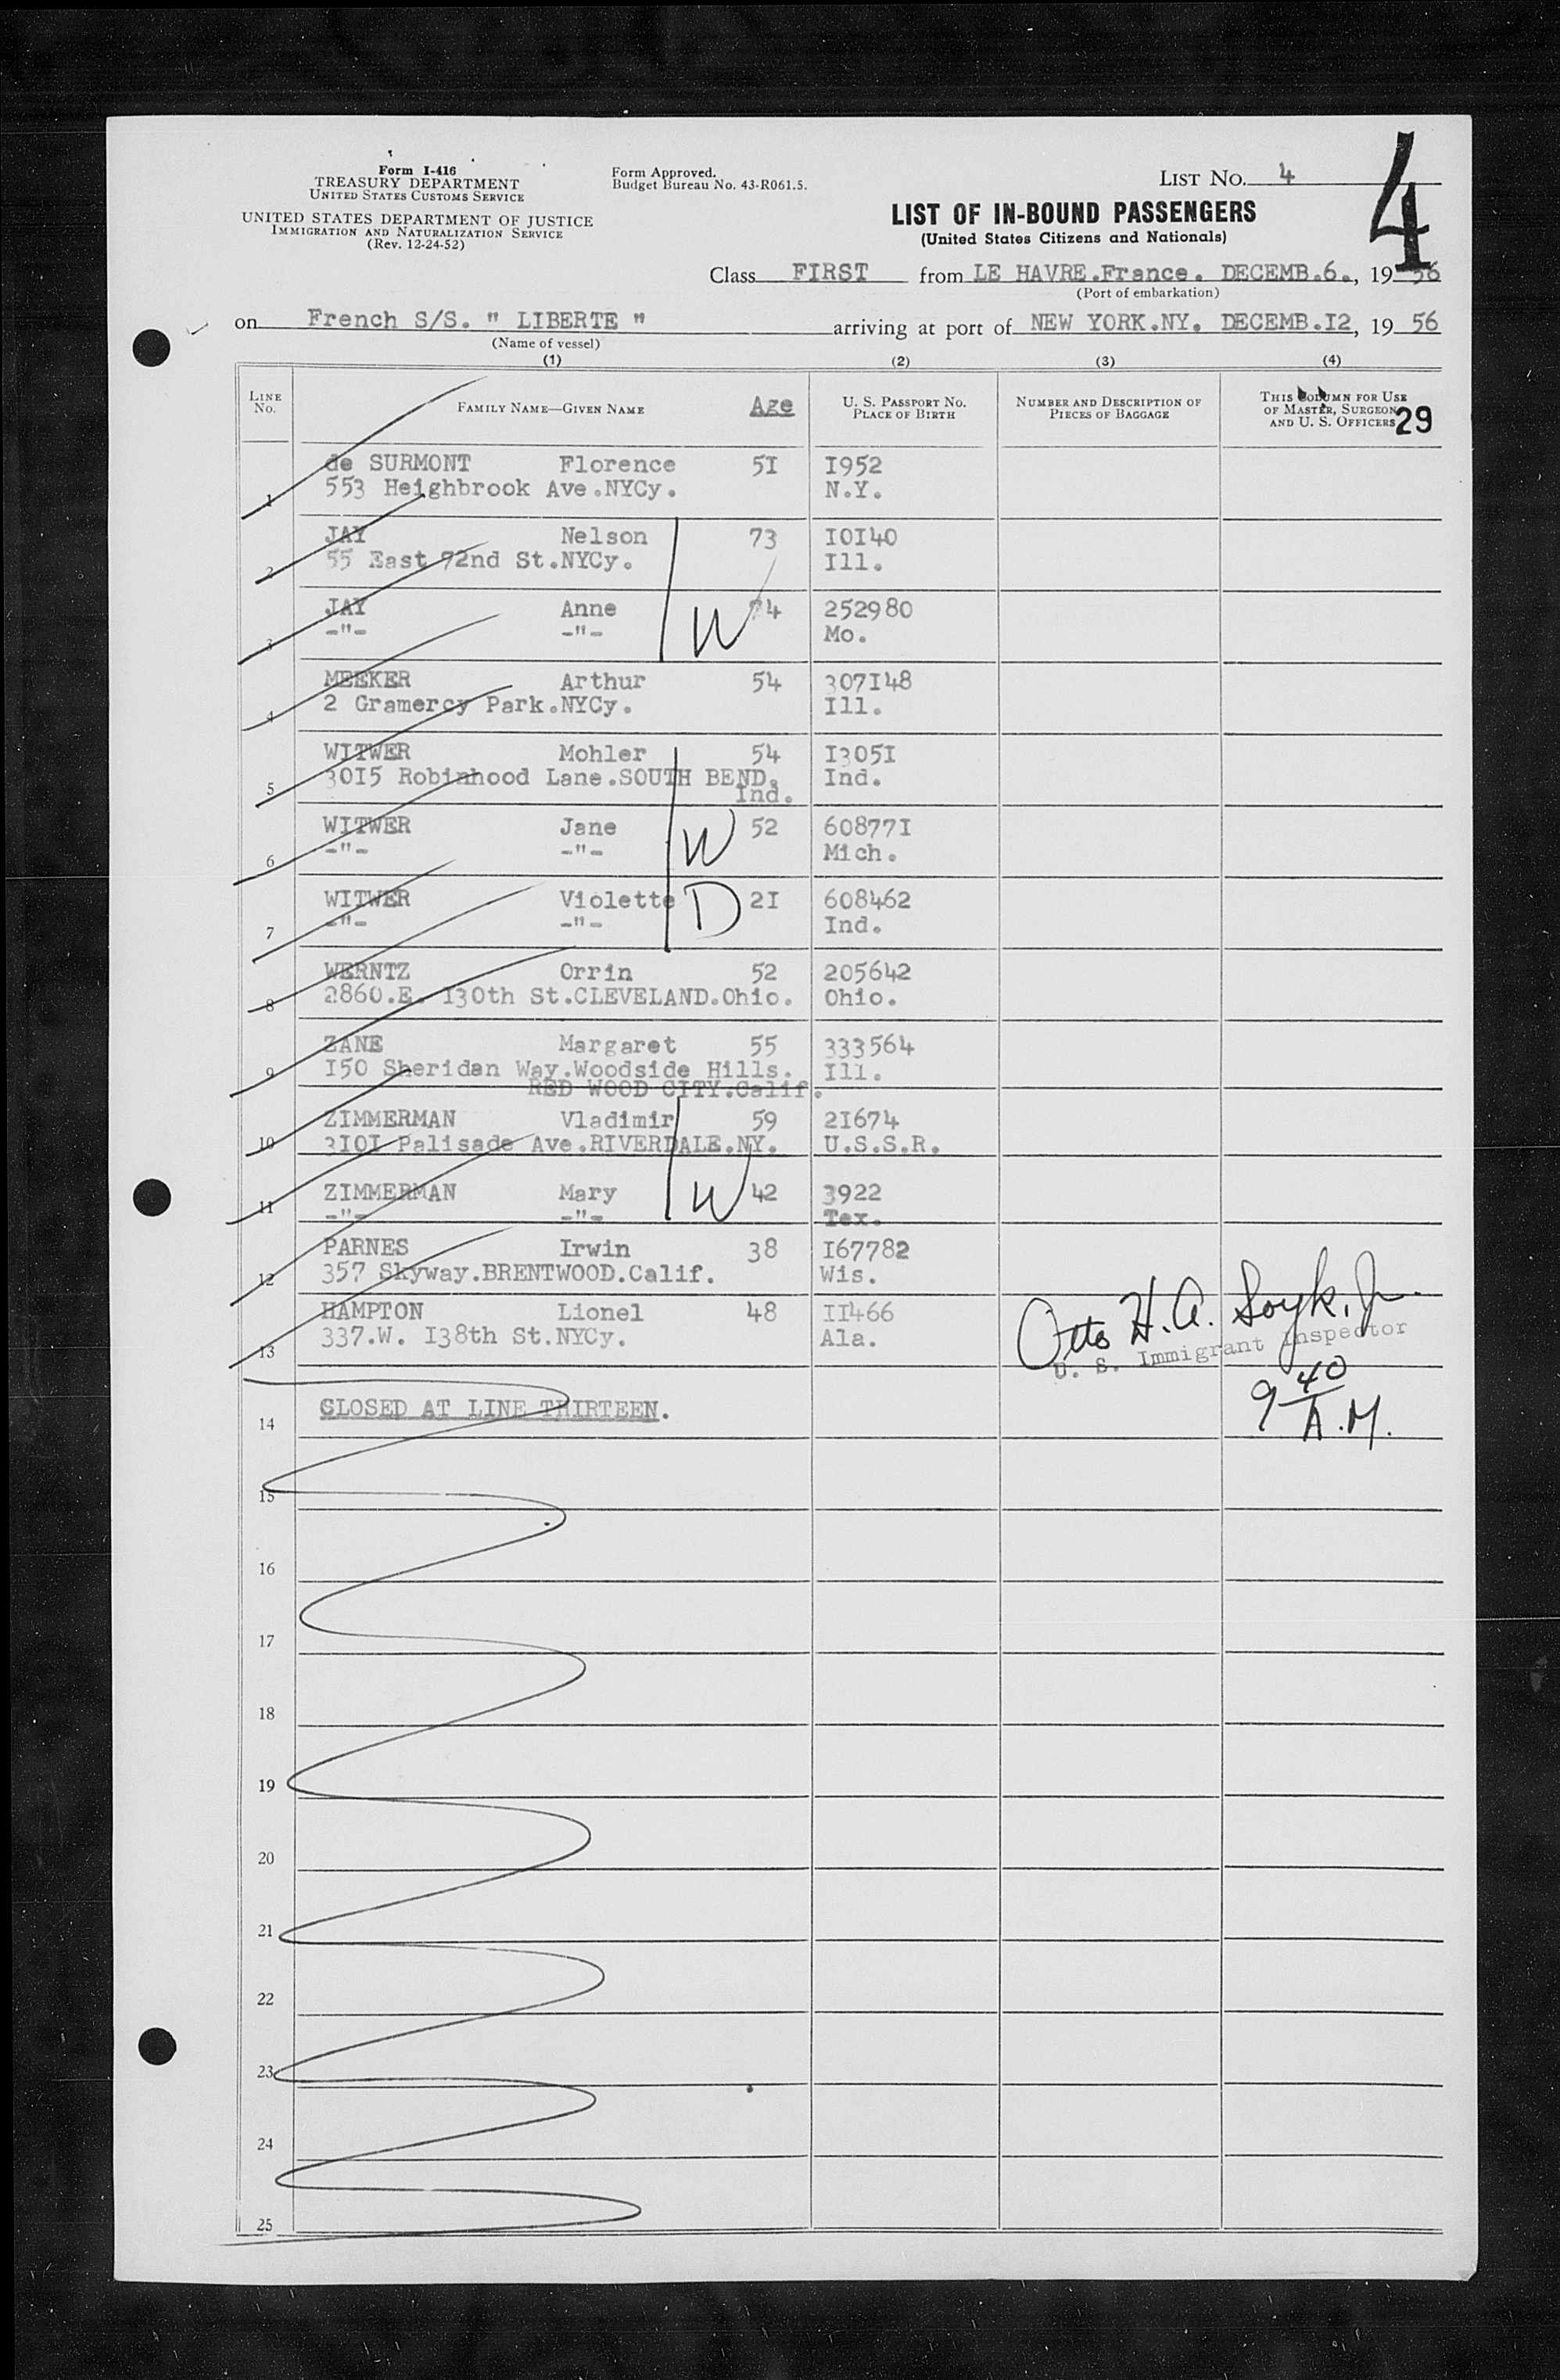 Form I-416
TREASURY DEPARTMENT
UNITED STATES CUSTOMS SERVICE
UNITED STATES DEPARTMENT OF JUSTICE
IMMIGRATION AND NATURALIZATION SERVICE
(Rev. 12-24-52)
Form Approved.
Budget Bureau No. 43-R061.5.
LIST NO. 4
4
LIST OF IN-BOUND PASSENGERS
(United States Citizens and Nationals)
Class FIRST from LE HAVRE.France. DECEMB.6., 19 56
(Port of embarkation)
on French S/S. " LIBERTE " arriving at port of NEW YORK.NY. DECEMB.I2, 19 56
(Name of vessel)
(1) (2) (3) (4)
LINE No. FAMILY NAME—GIVEN NAME Age U. S. PASSPORT NO. PLACE OF BIRTH NUMBER AND DESCRIPTION OF PIECES OF BAGGAGE THIS COLUMN FOR USE OF MASTER, SURGEON AND U. S. OFFICERS 29
1 de SURMONT Florence 5I I952
553 Heighbrook Ave.NYCy. N.Y.
2 JAY Nelson 73 IOI40
55 East 72nd St.NYCy. Ill.
3 JAY Anne W 252980
-"- -"- Mo.
4 MEEKER Arthur 54 307I48
2 Gramercy Park.NYCy. Ill.
5 WITWER Mohler 54 I305I
3OI5 Robinhood Lane.SOUTH BEND. Ind.
Ind.
6 WITWER Jane W 52 60877I
-"- -"- Mich.
7 WITWER Violette D 2I 608462
-"- -"- Ind.
8 WERNTZ Orrin 52 205642
2860.E. I30th St.CLEVELAND.Ohio. Ohio.
9 ZANE Margaret 55 333564
I50 Sheridan Way.Woodside Hills. Ill.
RED WOOD CITY.Calif.
10 ZIMMERMAN Vladimir 59 2I674
3IOI Palisade Ave.RIVERDALE.NY. U.S.S.R.
11 ZIMMERMAN Mary W 42 3922
-"- -"- Tex.
12 PARNES Irwin 38 I67782
357 Skyway.BRENTWOOD.Calif. Wis.
13 HAMPTON Lionel 48 II466
337.W. I38th St.NYCy. Ala.
Otto H.A. Soyk, Jr.
U. S. Immigrant Inspector
9 40 A.M.
14 CLOSED AT LINE THIRTEEN.
15
16
17
18
19
20
21
22
23
24
25